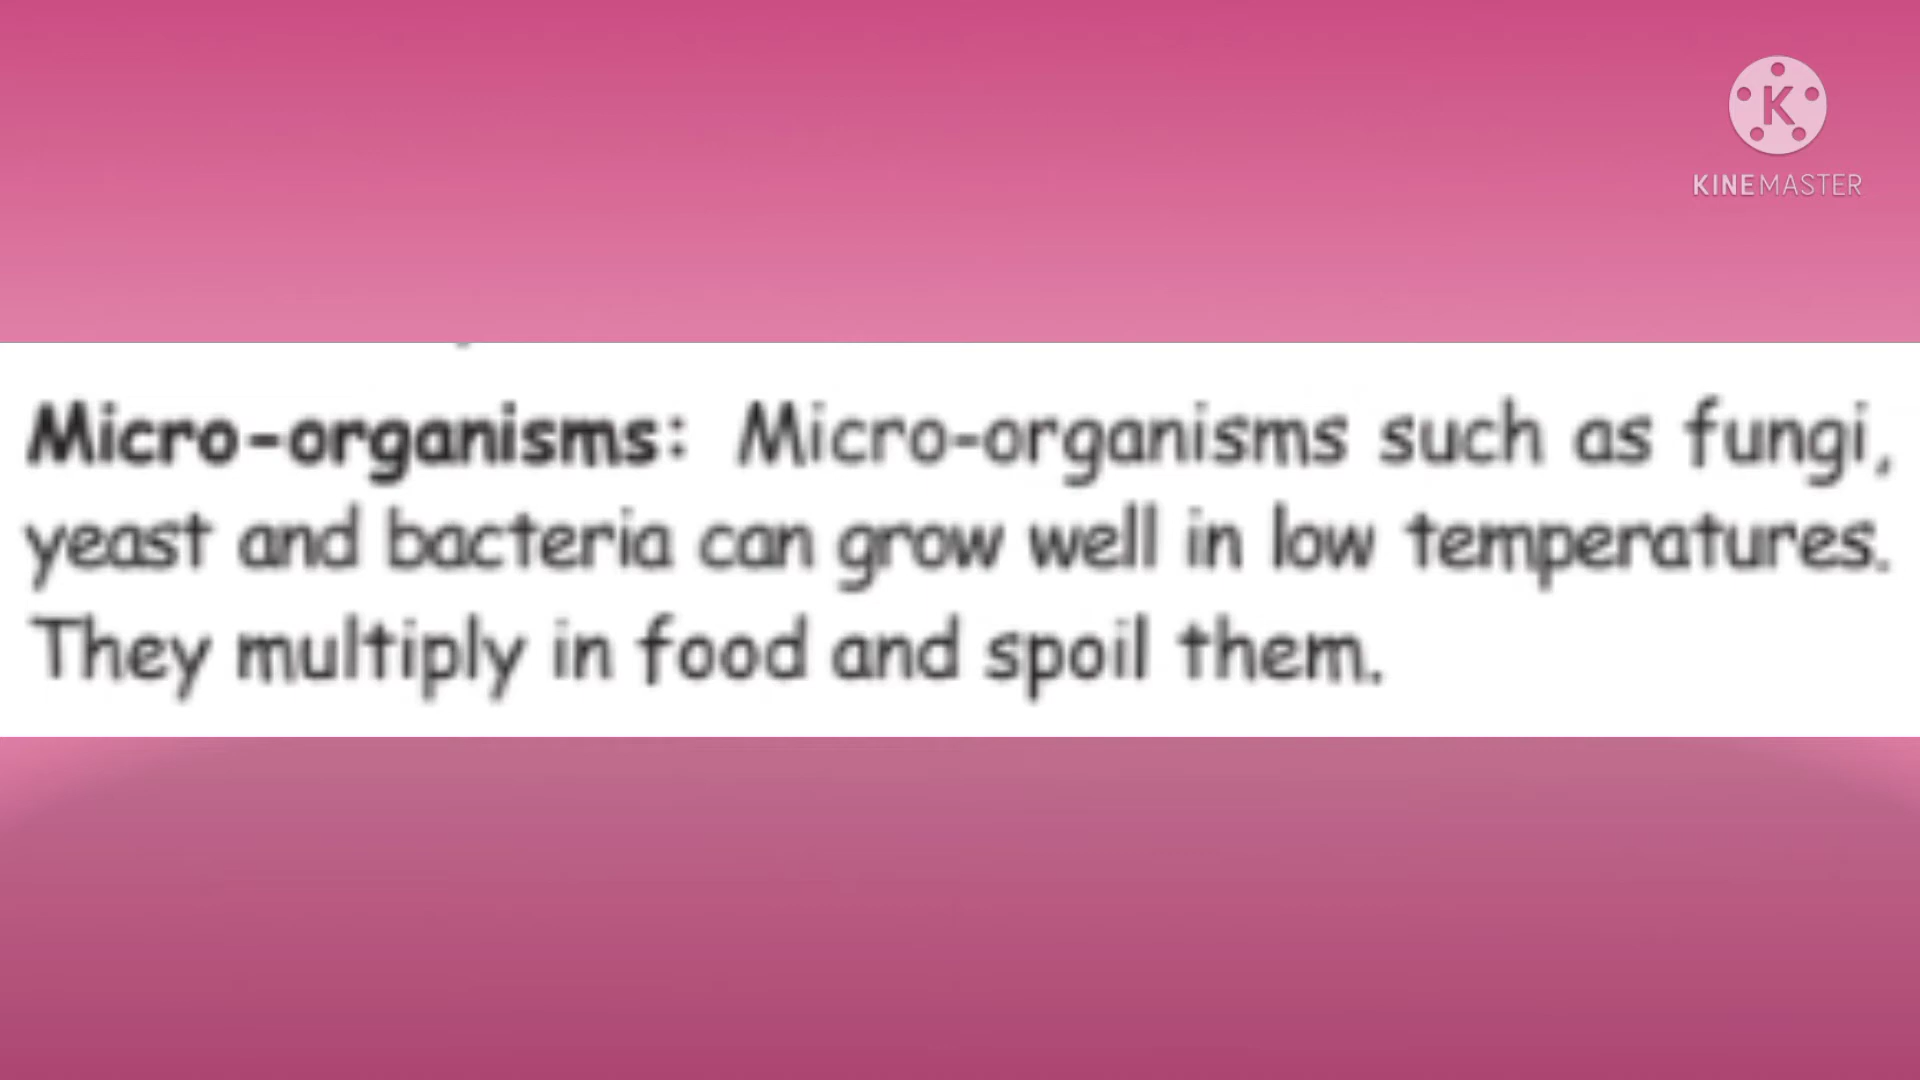 K
KINEMASTER
Micro-organisms: Micro-organisms such as fungi,
yeast and bacteria can grow well in low temperatures.
They multiply in food and spoil them.